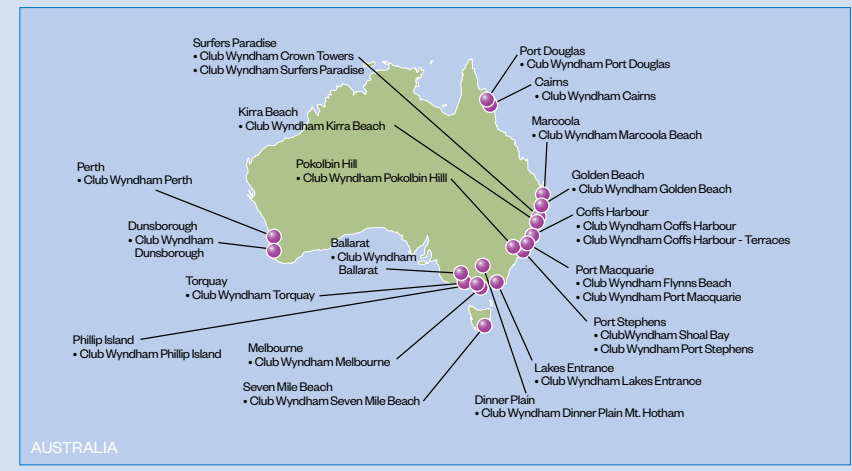 Surfers Paradise
• Club Wyndham Crown Towers
• Club Wyndham Surfers Paradise
Port Douglas
• Cub Wyndham Port Douglas
Cairns
• Club Wyndham Cairns
Kirra Beach
• Club Wyndham Kirra Beach
Marcoola
• Club Wyndham Marcoola Beach
Pokolbin Hill
• Club Wyndham Pokolbin Hilll
Perth
• Club Wyndham Perth
Golden Beach
• Club Wyndham Golden Beach
Coffs Harbour
• Club Wyndham Coffs Harbour
• Club Wyndham Coffs Harbour - Terraces
Dunsborough
• Club Wyndham
Dunsborough
Ballarat
• Club Wyndham
Ballarat
Port Macquarie
• Club Wyndham Flynns Beach
• Club Wyndham Port Macquarie
Torquay
• Club Wyndham Torquay
Port Stephens
• ClubWyndham Shoal Bay
• Club Wyndham Port Stephens
Phillip Island
• Club Wyndham Phillip Island
Melbourne
• Club Wyndham Melbourne
Lakes Entrance
• Club Wyndham Lakes Entrance
Seven Mile Beach
• Club Wyndham Seven Mile Beach
Dinner Plain
• Club Wyndham Dinner Plain Mt. Hotham
AUSTRALIA